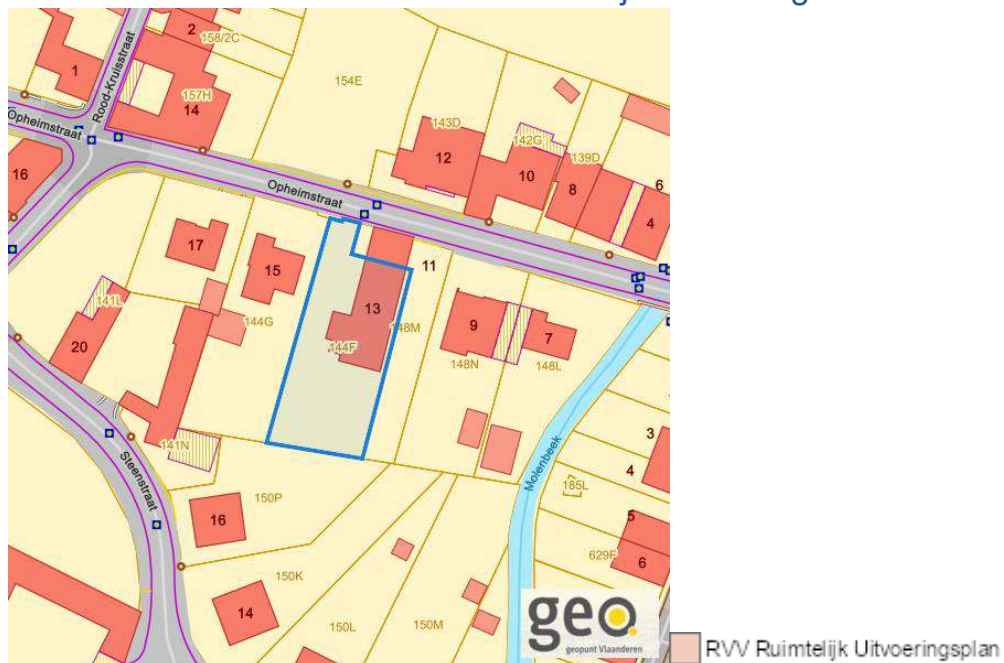 2
158/2C
1
Rood-Kruisstraat
154E
157H
14
Opheimstraat
143D
142G
12
139D
16
10
8
6
Opheimstraat
4
17
11
15
13
141L
144G
148M
9
7
20
144F
148N
148L
141N
3
Molenbeek
4
Steenstraat
185L
150P
16
5
629F
6
150K
14
150L
150M
geo
geopunt Vlaanderen
RVV Ruimtelijk Uitvoeringsplan